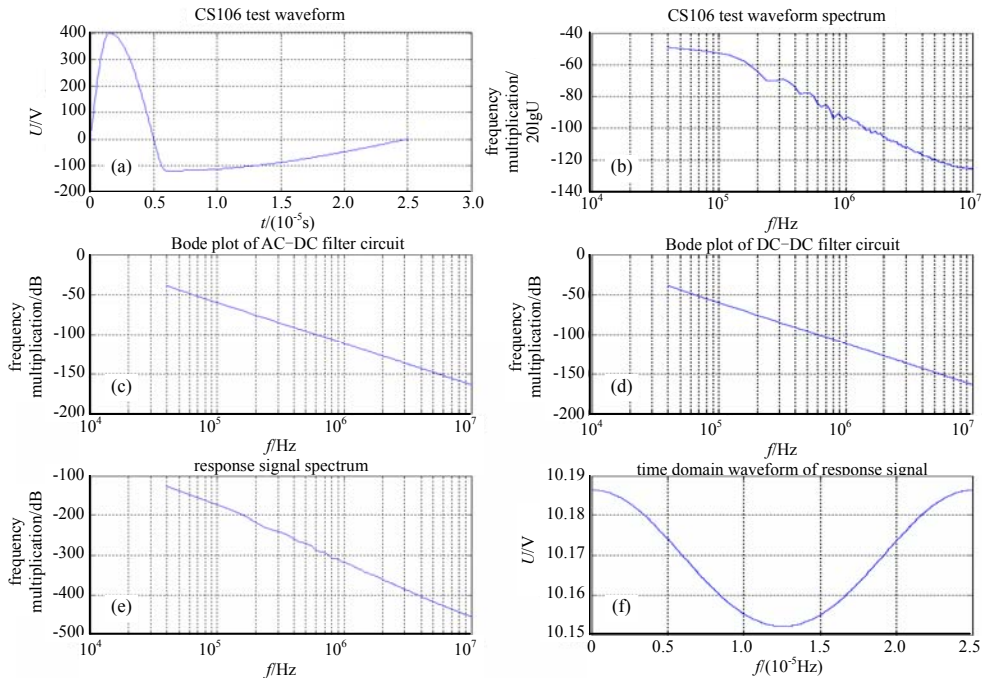 CS106 test waveform
400
300
200
100
0
-100
-200
U/V
(a)
0
0.5
1.0
1.5
2.0
2.5
3.0
t/(10-5s)
CS106 test waveform spectrum
-40
-60
-80
-100
-120
-140
frequency
multiplication/
20lgU
(b)
10^4
10^5
10^6
10^7
f/Hz
Bode plot of AC−DC filter circuit
0
-50
-100
-150
-200
frequency
multiplication/dB
(c)
10^4
10^5
10^6
10^7
f/Hz
Bode plot of DC−DC filter circuit
0
-50
-100
-150
-200
frequency
multiplication/dB
(d)
10^4
10^5
10^6
10^7
f/Hz
response signal spectrum
-100
-200
-300
-400
-500
frequency
multiplication/dB
(e)
10^4
10^5
10^6
10^7
f/Hz
time domain waveform of response signal
10.19
10.18
10.17
10.16
10.15
U/V
(f)
0
0.5
1.0
1.5
2.0
2.5
f/(10-5Hz)